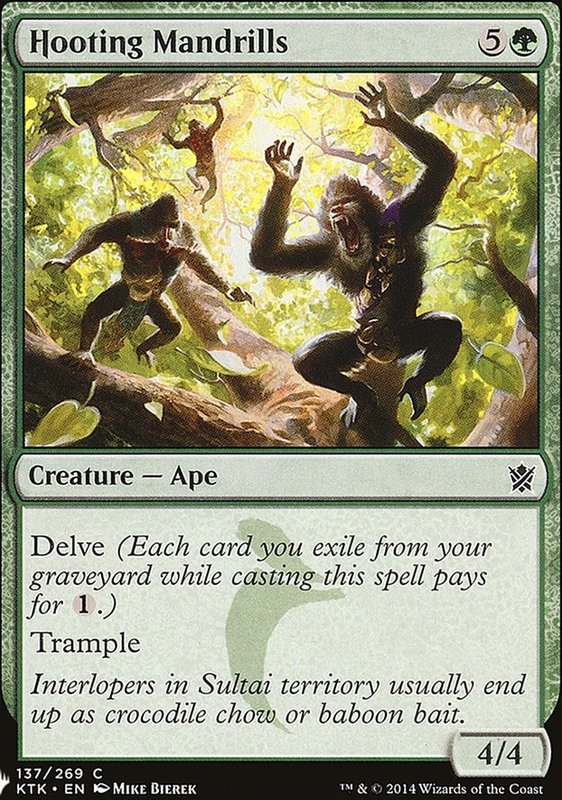 Hooting Mandrills 5
Creature — Ape
Delve (Each card you exile from your
graveyard while casting this spell pays
for 1.)
Trample
Interlopers in Sultai territory usually end
up as crocodile chow or baboon bait.
4/4
137/269 C
KTK • EN Mike Bierek
™ & © 2014 Wizards of the Coast